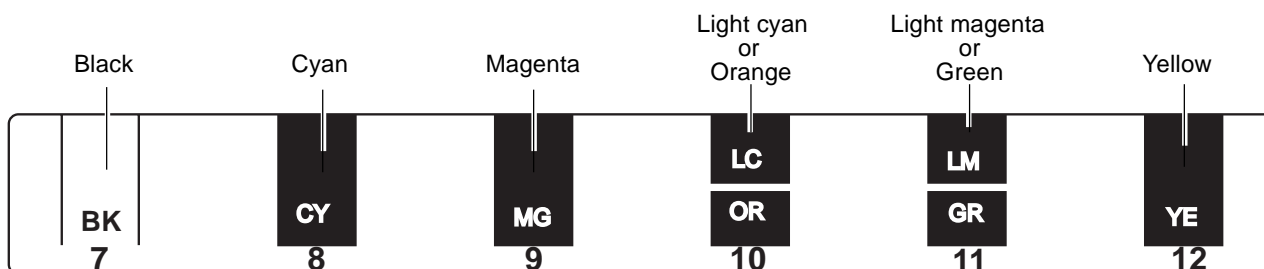 Black
Cyan
Magenta
Light cyan
or
Orange
Light magenta
or
Green
Yellow
BK
CY
MG
LC
OR
LM
GR
YE
7
8
9
10
11
12